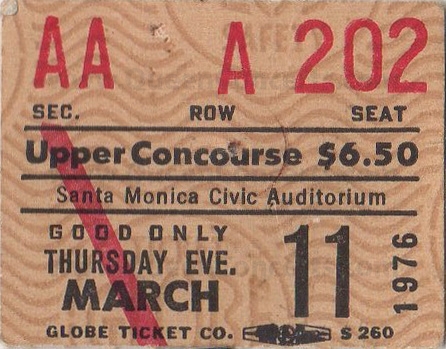 AA A 202
SEC. ROW SEAT
Upper Concourse $6.50
Santa Monica Civic Auditorium
GOOD ONLY
THURSDAY EVE.
MARCH 11 1976
GLOBE TICKET CO. S 260